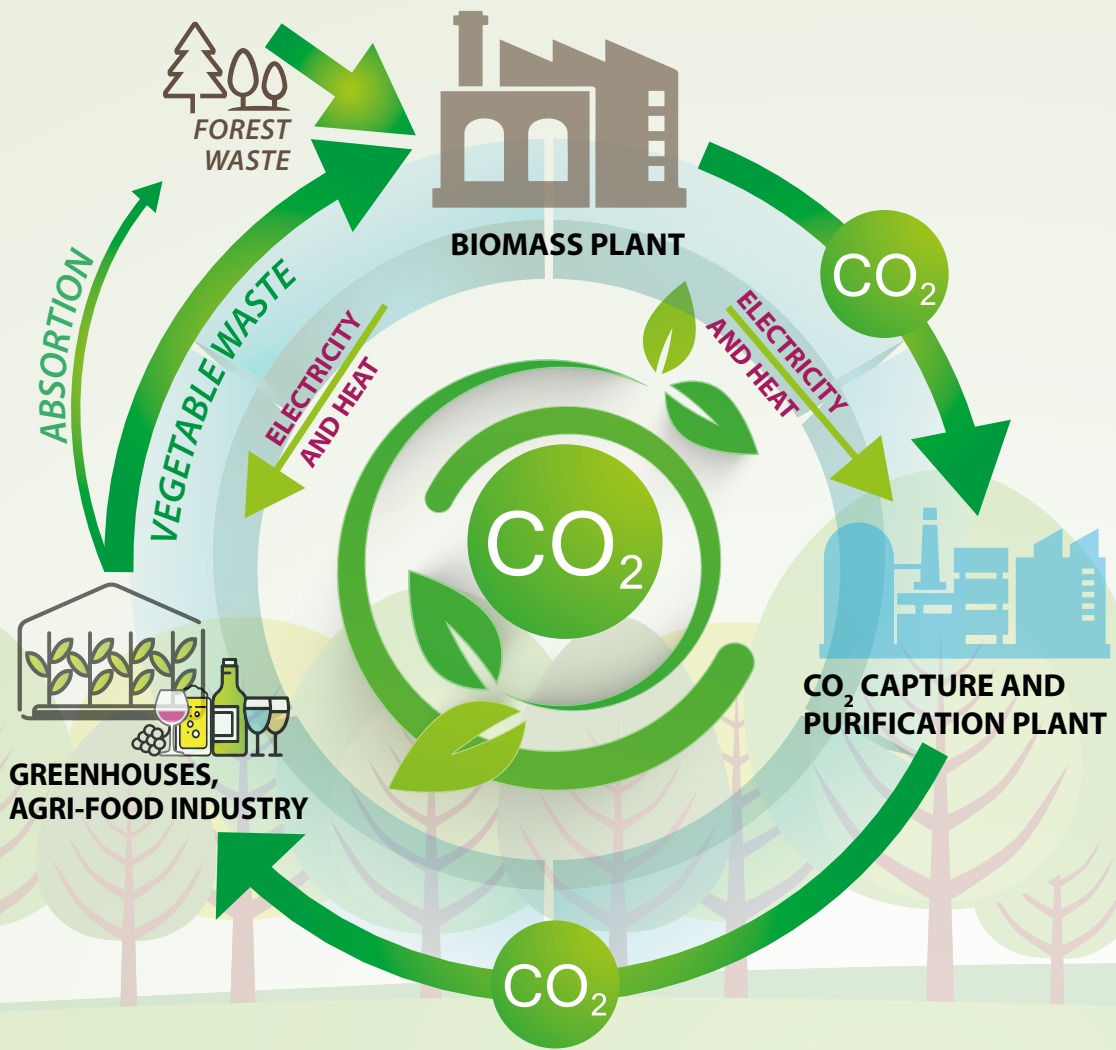 FOREST
WASTE
BIOMASS PLANT
CO₂
ABSORTION
VEGETABLE WASTE
ELECTRICITY
AND HEAT
ELECTRICITY
AND HEAT
CO₂
CO₂ CAPTURE AND
PURIFICATION PLANT
GREENHOUSES,
AGRI-FOOD INDUSTRY
CO₂